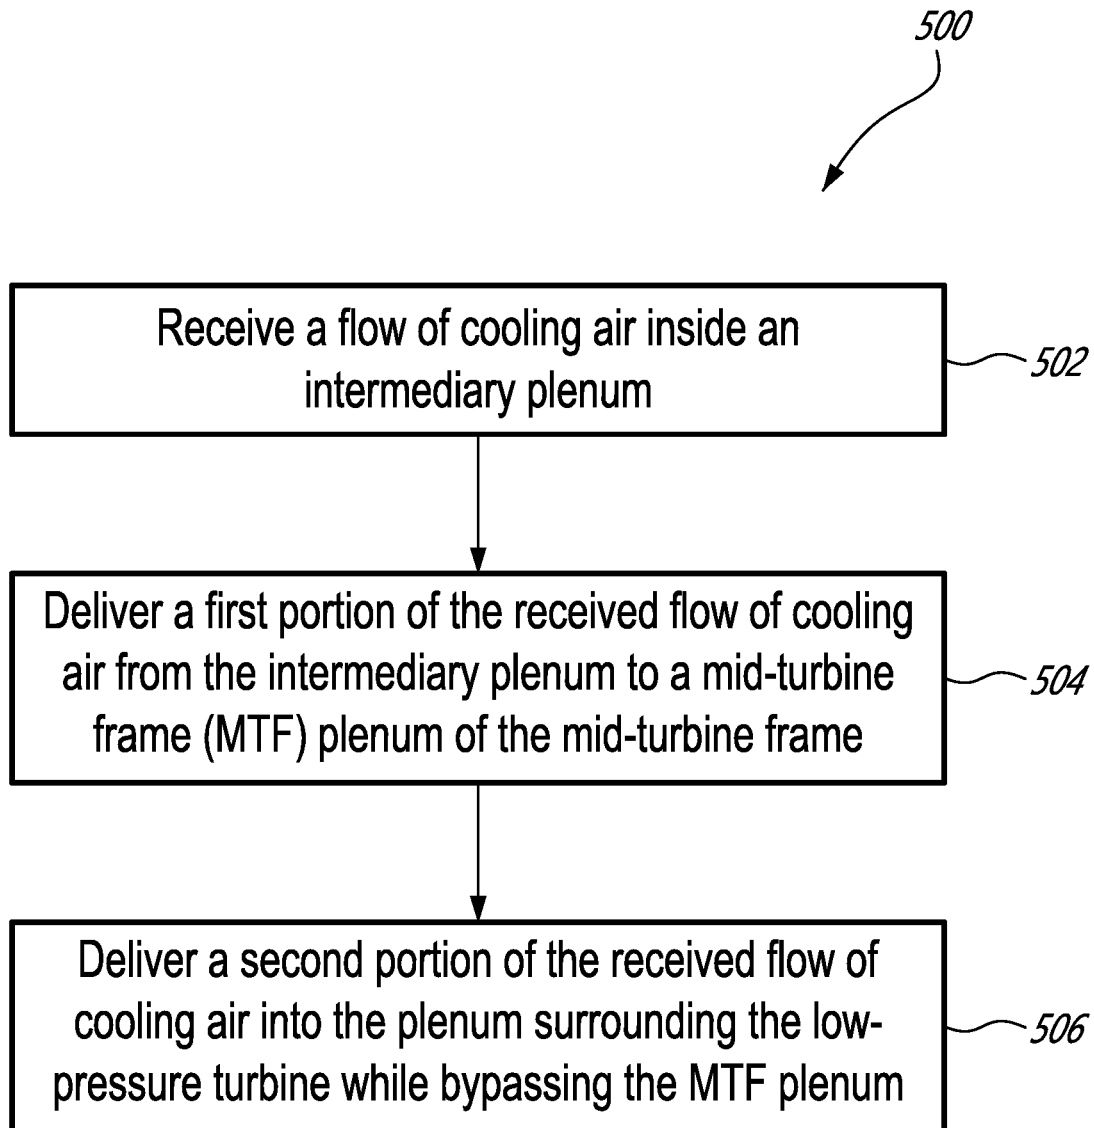 500
Receive a flow of cooling air inside an
intermediary plenum
502
Deliver a first portion of the received flow of cooling
air from the intermediary plenum to a mid-turbine
frame (MTF) plenum of the mid-turbine frame
504
Deliver a second portion of the received flow of
cooling air into the plenum surrounding the low-
pressure turbine while bypassing the MTF plenum
506